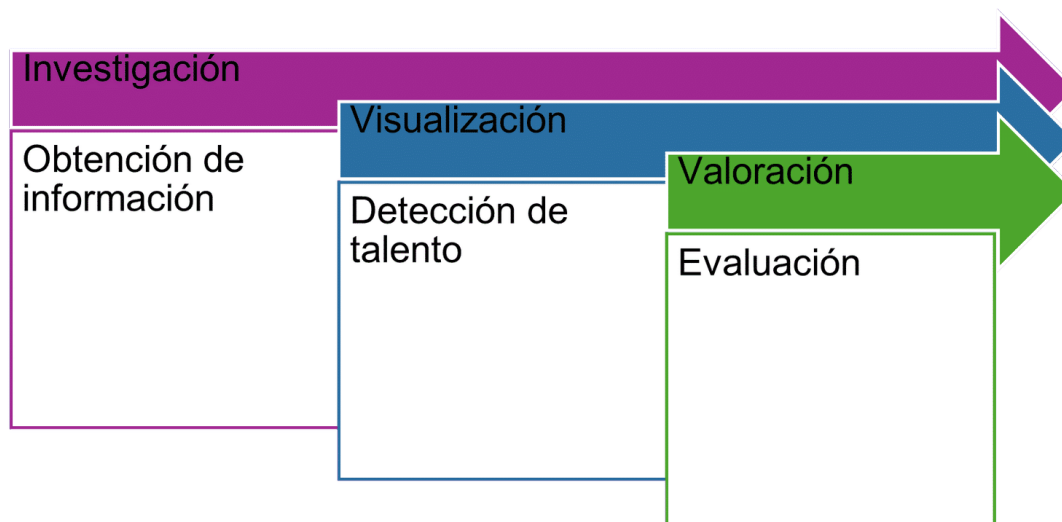 Investigación
Obtención de
información
Visualización
Detección de
talento
Valoración
Evaluación